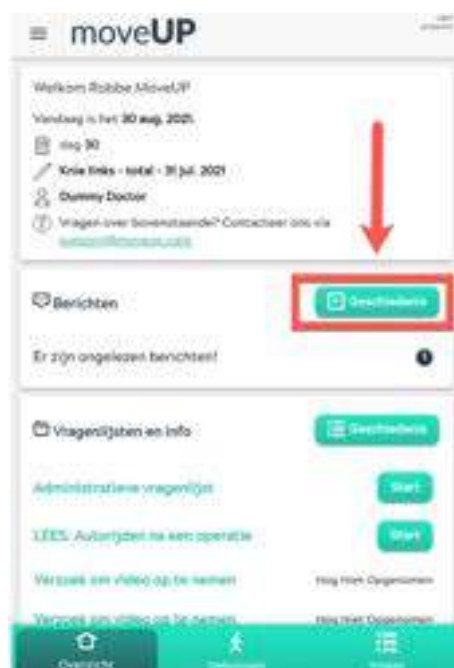 moveUP
Welkom Robbe MoveUP
Vandaag is het 30 aug. 2021.
dag 30
Knie links - total - 31 jul. 2021
Dummy Doctor
Vragen over bovenstaande? Contacteer ons via
Berichten
Geschiedenis
Er zijn ongelezen berichten!
1
Vragenlijsten en info
Geschiedenis
Administratieve vragenlijst
Start
LEES: Autorijden na een operatie
Start
Verzoek om video op te nemen
Nog Niet Opgenomen
Verzoek om video op te nemen
Nog Niet Opgenomen
Overzicht